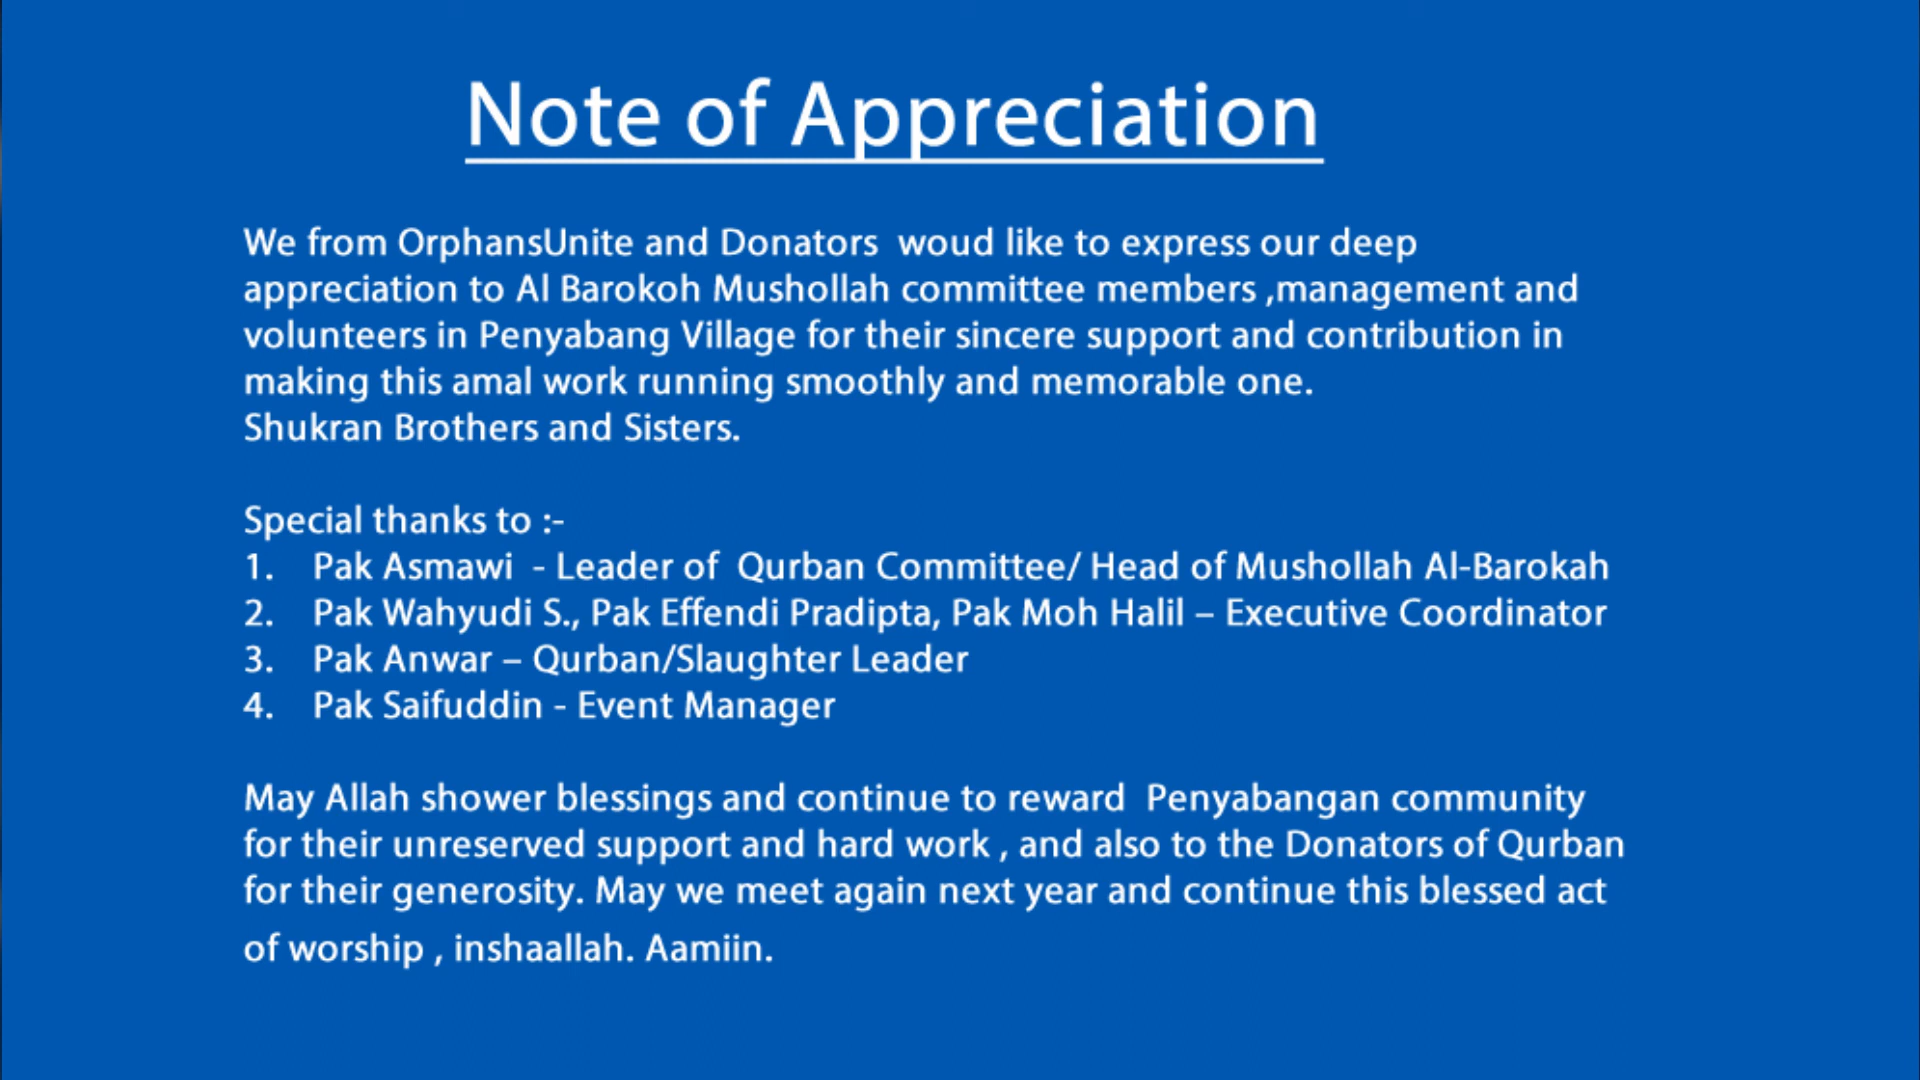 Note of Appreciation
We from OrphansUnite and Donators  woud like to express our deep
appreciation to Al Barokoh Mushollah committee members ,management and
volunteers in Penyabang Village for their sincere support and contribution in
making this amal work running smoothly and memorable one.
Shukran Brothers and Sisters.
Special thanks to :-
1. Pak Asmawi  - Leader of  Qurban Committee/ Head of Mushollah Al-Barokah
2. Pak Wahyudi S., Pak Effendi Pradipta, Pak Moh Halil – Executive Coordinator
3. Pak Anwar – Qurban/Slaughter Leader
4. Pak Saifuddin - Event Manager
May Allah shower blessings and continue to reward  Penyabangan community
for their unreserved support and hard work , and also to the Donators of Qurban
for their generosity. May we meet again next year and continue this blessed act
of worship , inshaallah. Aamiin.